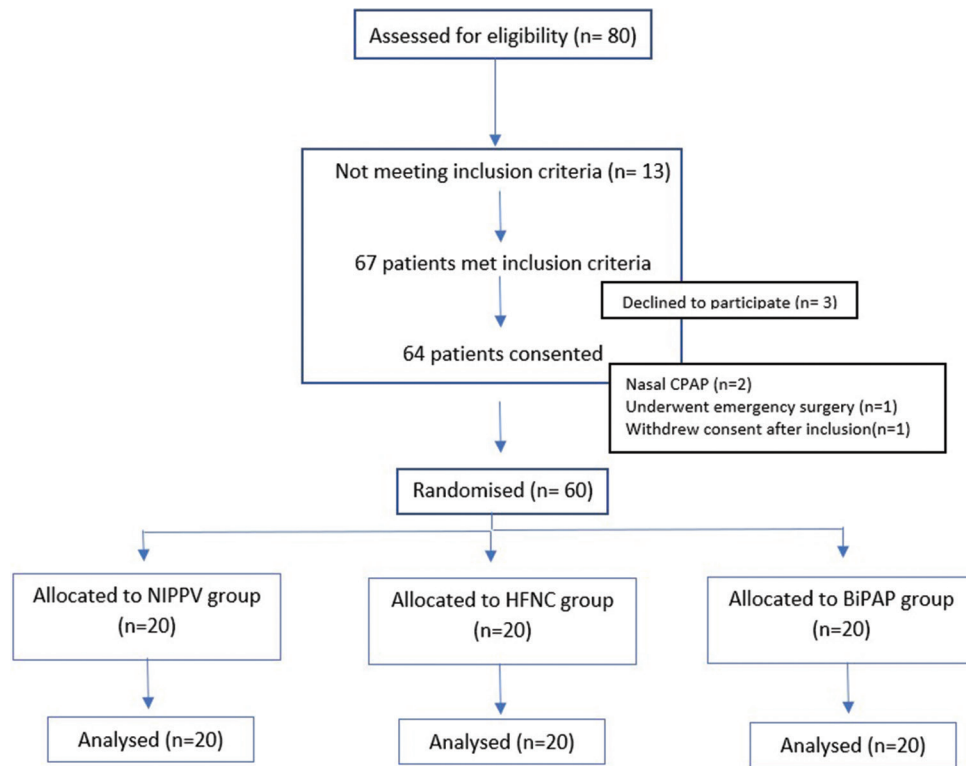 Assessed for eligibility (n= 80)
Not meeting inclusion criteria (n= 13)
67 patients met inclusion criteria
Declined to participate (n= 3)
64 patients consented
Nasal CPAP (n=2)
Underwent emergency surgery (n=1)
Withdrew consent after inclusion(n=1)
Randomised (n= 60)
Allocated to NIPPV group
(n=20)
Allocated to HFNC group
(n=20)
Allocated to BiPAP group
(n=20)
Analysed (n=20)
Analysed (n=20)
Analysed (n=20)